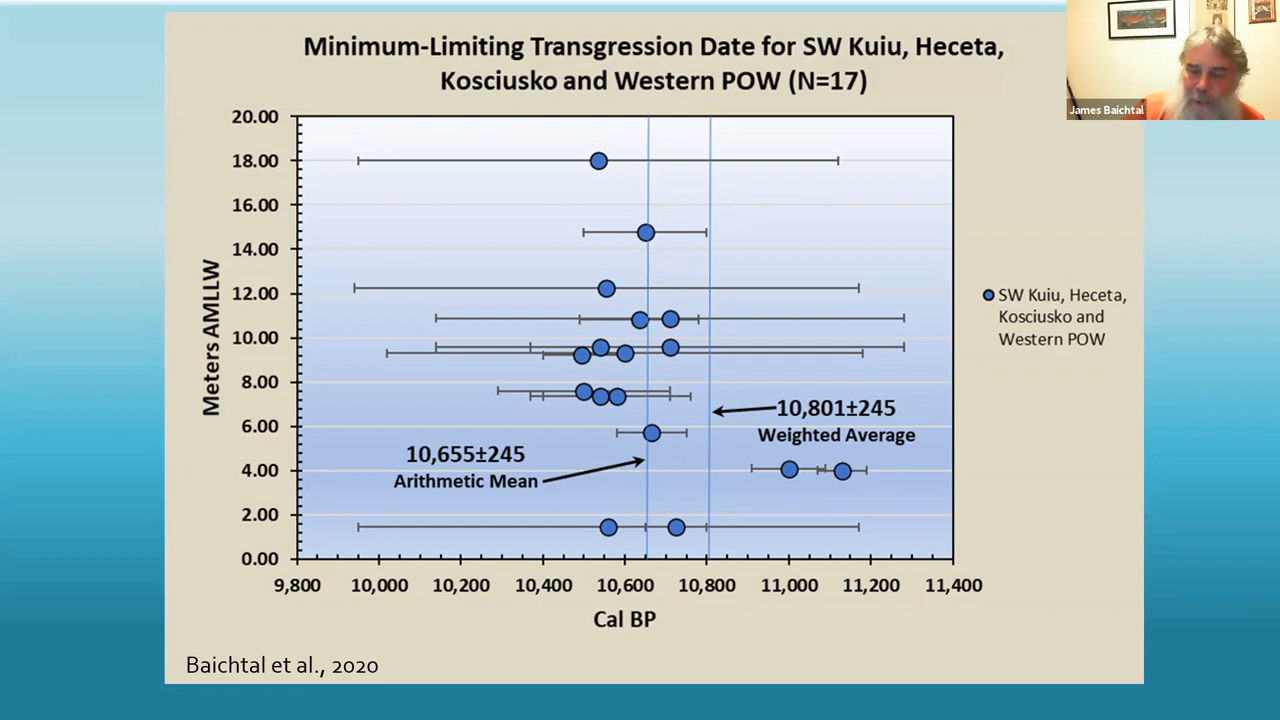 Minimum-Limiting Transgression Date for SW Kuiu, Heceta,
Kosciusko and Western POW (N=17)
James Baichtal
20.00
18.00
16.00
14.00
12.00
10.00
8.00
6.00
4.00
2.00
0.00
Meters AMLLW
10,801±245
Weighted Average
10,655±245
Arithmetic Mean
SW Kuiu, Heceta,
Kosciusko and
Western POW
9,800 10,000 10,200 10,400 10,600 10,800 11,000 11,200 11,400
Cal BP
Baichtal et al., 2020